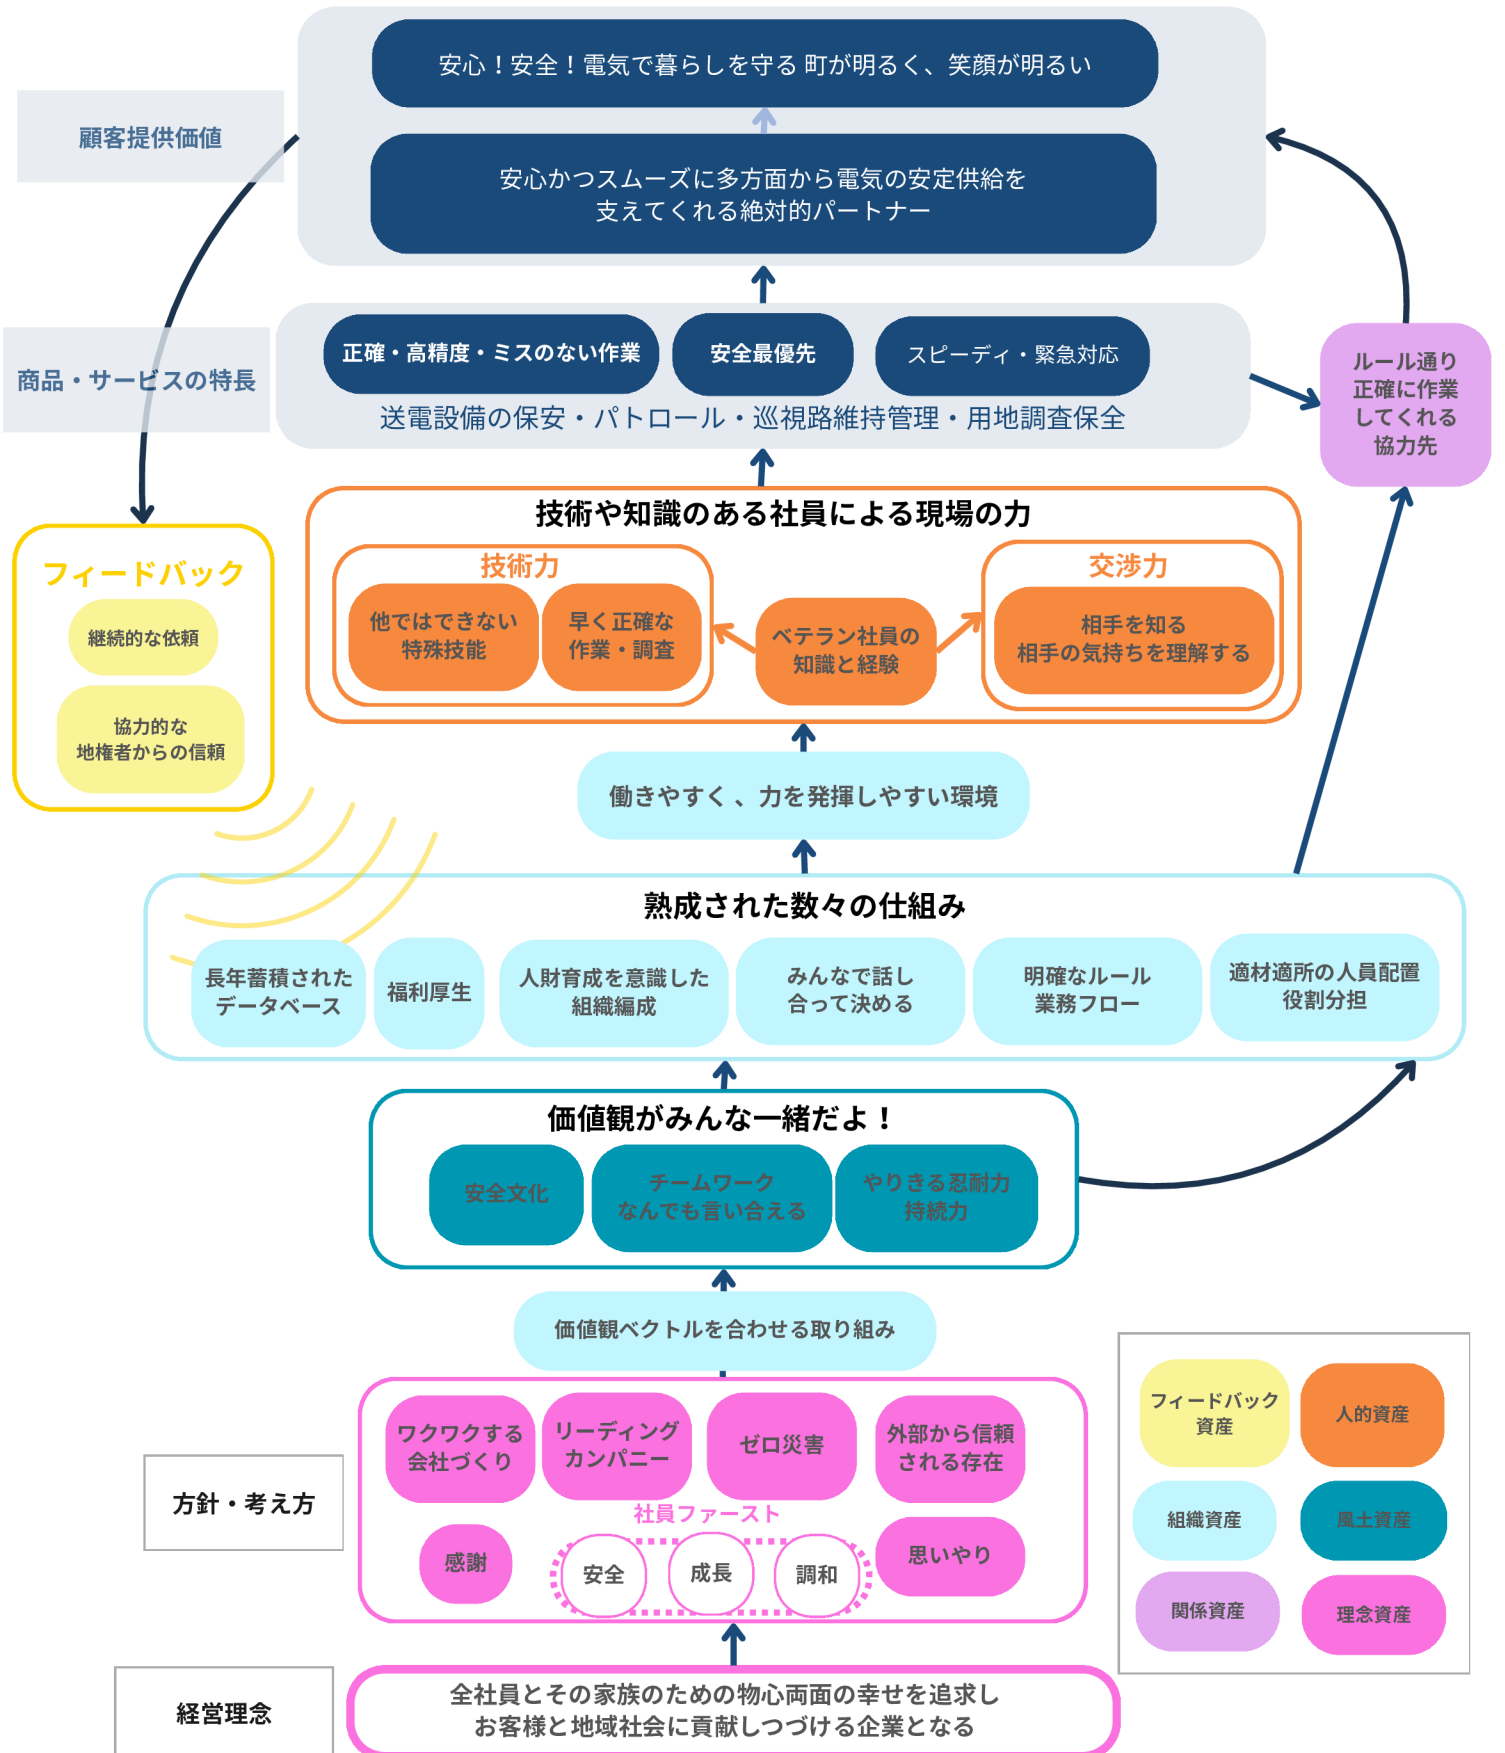 安心！安全！電気で暮らしを守る 町が明るく、笑顔が明るい
顧客提供価値
安心かつスムーズに多方面から電気の安定供給を
支えてくれる絶対的パートナー
商品・サービスの特長
正確・高精度・ミスのない作業
安全最優先
スピーディ・緊急対応
送電設備の保安・パトロール・巡視路維持管理・用地調査保全
ルール通り
正確に作業
してくれる
協力先
技術や知識のある社員による現場の力
技術力
他ではできない
特殊技能
早く正確な
作業・調査
ベテラン社員の
知識と経験
交渉力
相手を知る
相手の気持ちを理解する
フィードバック
継続的な依頼
協力的な
地権者からの信頼
働きやすく、力を発揮しやすい環境
熟成された数々の仕組み
長年蓄積された
データベース
福利厚生
人財育成を意識した
組織編成
みんなで話し
合って決める
明確なルール
業務フロー
適材適所の人員配置
役割分担
価値観がみんな一緒だよ！
安全文化
チームワーク
なんでも言い合える
やりきる忍耐力
持続力
価値観ベクトルを合わせる取り組み
方針・考え方
ワクワクする
会社づくり
リーディング
カンパニー
ゼロ災害
外部から信頼
される存在
社員ファースト
感謝
安全
成長
調和
思いやり
経営理念
全社員とその家族のための物心両面の幸せを追求し
お客様と地域社会に貢献しつづける企業となる
フィードバック
資産
人的資産
組織資産
風土資産
関係資産
理念資産